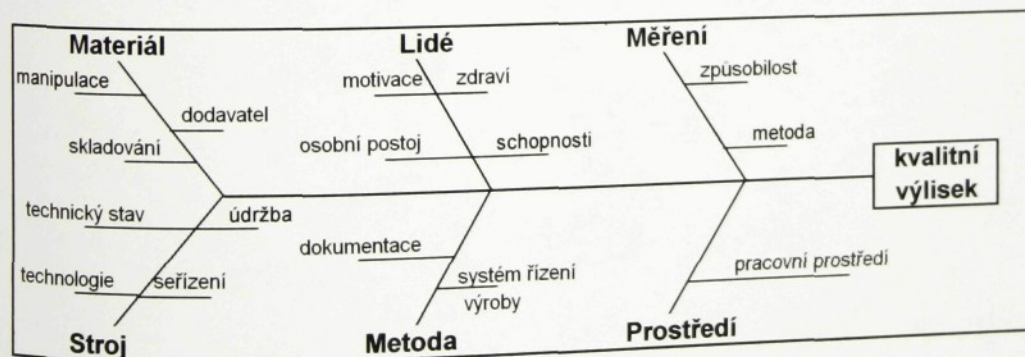 Materiál
manipulace
dodavatel
skladování
Lidé
motivace
zdraví
osobní postoj
schopnosti
Měření
způsobilost
metoda
kvalitní
výlisek
technický stav
údržba
technologie
seřízení
Stroj
dokumentace
systém řízení
výroby
Metoda
pracovní prostředí
Prostředí